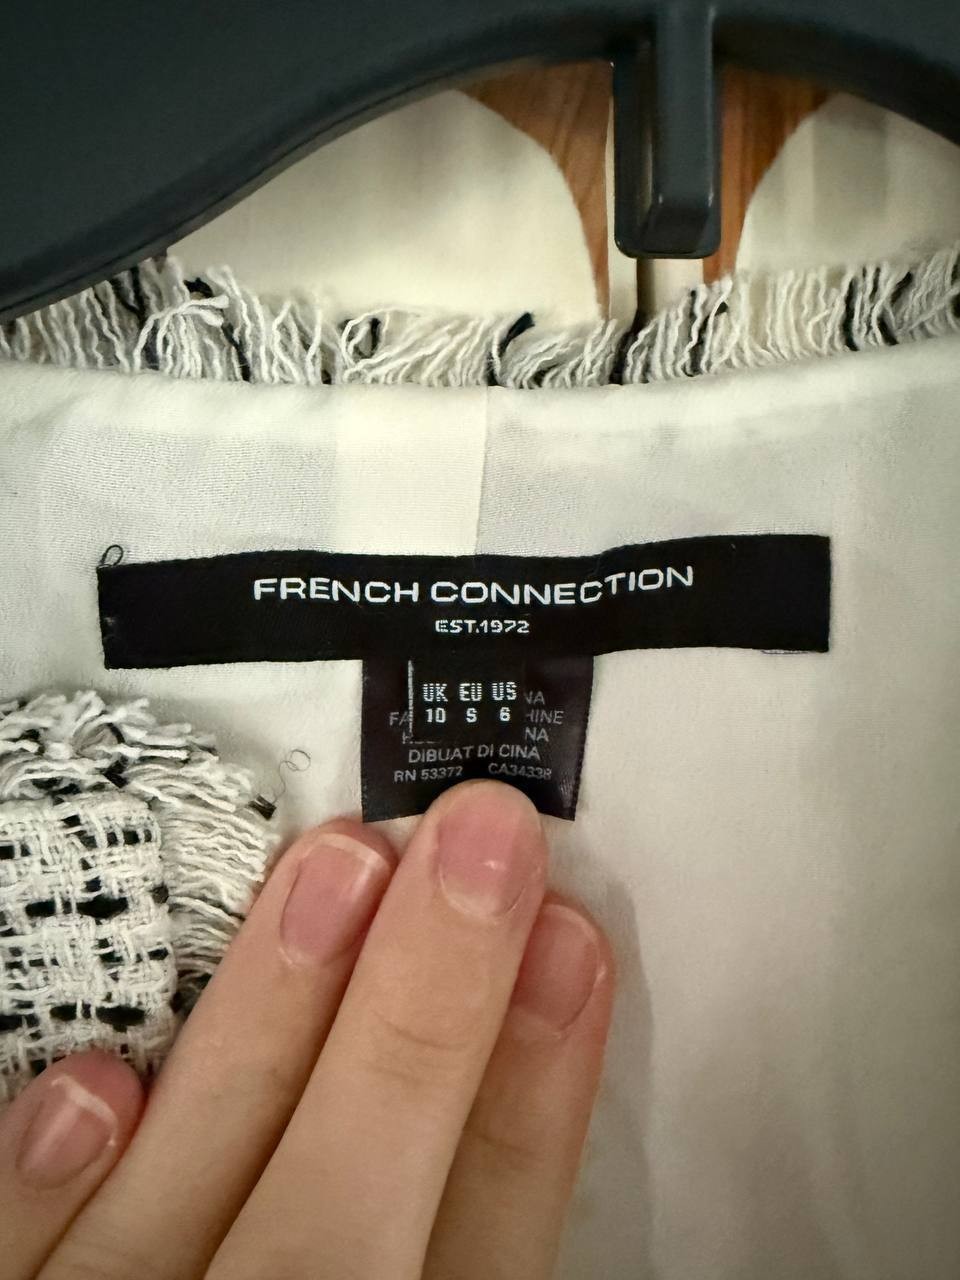 FRENCH CONNECTION
EST.1972
UK EU US
10 S 6
DIBUAT DI CINA
RN 53372 CA34338